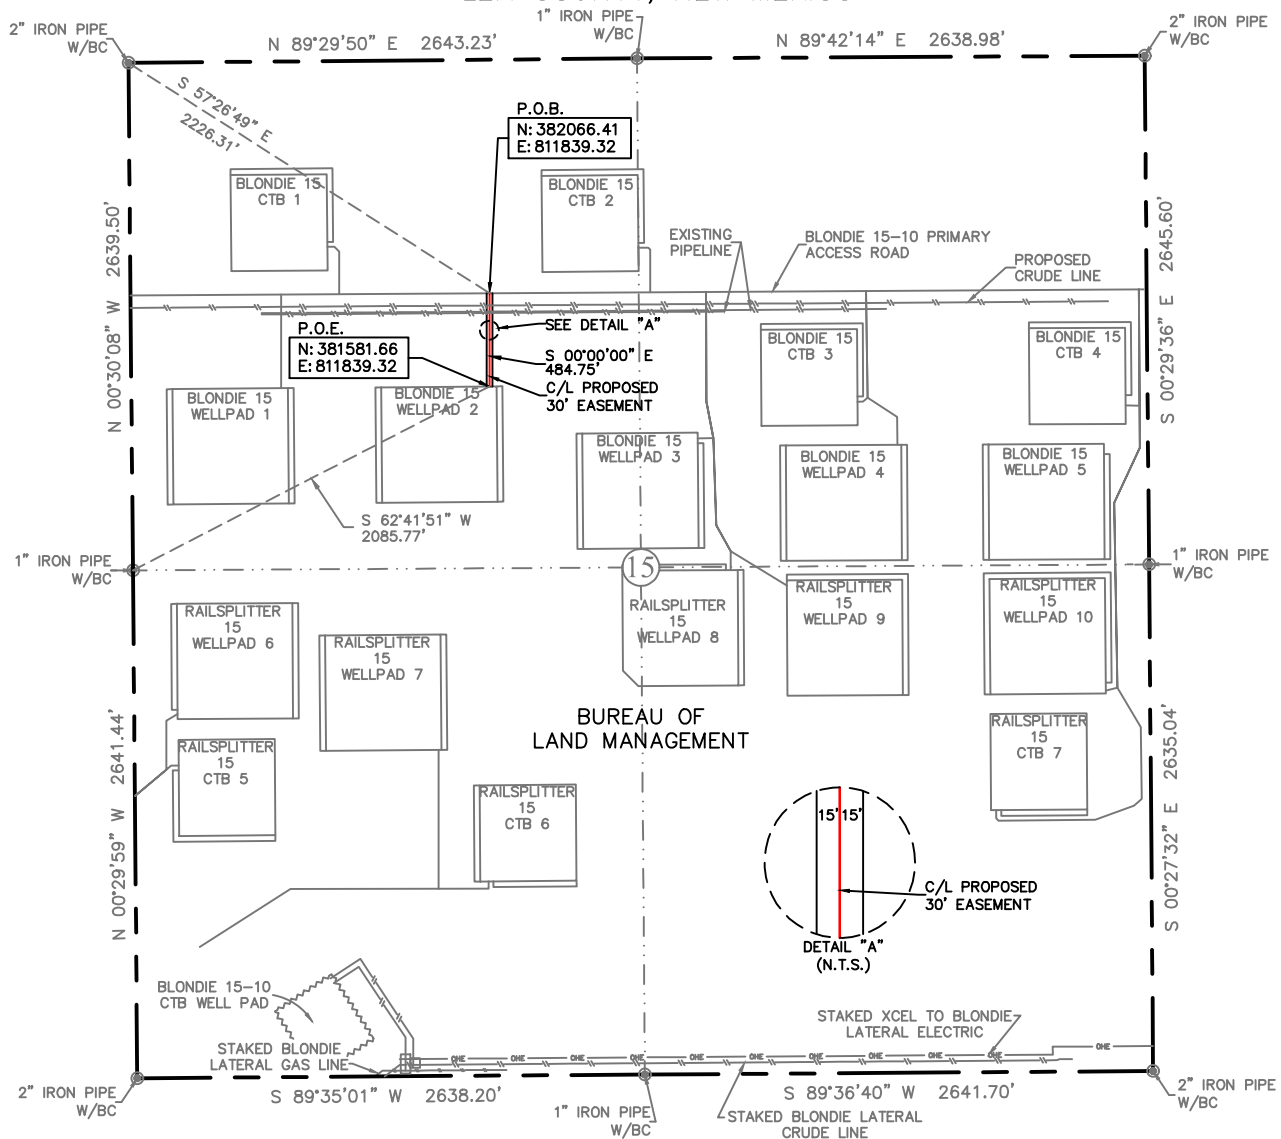 2" IRON PIPE
W/BC
N 89°29'50" E 2643.23'
1" IRON PIPE
W/BC
N 89°42'14" E 2638.98'
2" IRON PIPE
W/BC
S 57°26'49" E
2226.31'
P.O.B.
N: 382066.41
E: 811839.32
BLONDIE 15
CTB 1
BLONDIE 15
CTB 2
N 00°30'08" W 2639.50'
S 00°29'36" E 2645.60'
EXISTING
PIPELINE
BLONDIE 15-10 PRIMARY
ACCESS ROAD
PROPOSED
CRUDE LINE
P.O.E.
N: 381581.66
E: 811839.32
SEE DETAIL "A"
S 00°00'00" E
484.75'
C/L PROPOSED
30' EASEMENT
BLONDIE 15
CTB 3
BLONDIE 15
CTB 4
BLONDIE 15
WELLPAD 1
BLONDIE 15
WELLPAD 2
BLONDIE 15
WELLPAD 3
BLONDIE 15
WELLPAD 4
BLONDIE 15
WELLPAD 5
S 62°41'51" W
2085.77'
1" IRON PIPE
W/BC
15
1" IRON PIPE
W/BC
RAILSPLITTER
15
WELLPAD 6
RAILSPLITTER
15
WELLPAD 7
RAILSPLITTER
15
WELLPAD 8
RAILSPLITTER
15
WELLPAD 9
RAILSPLITTER
15
WELLPAD 10
BUREAU OF
LAND MANAGEMENT
N 00°29'59" W 2641.44'
S 00°27'32" E 2635.04'
RAILSPLITTER
15
CTB 5
RAILSPLITTER
15
CTB 6
RAILSPLITTER
15
CTB 7
15' 15'
C/L PROPOSED
30' EASEMENT
DETAIL "A"
(N.T.S.)
BLONDIE 15-10
CTB WELL PAD
STAKED BLONDIE
LATERAL GAS LINE
STAKED XCEL TO BLONDIE
LATERAL ELECTRIC
OHE OHE OHE OHE OHE OHE OHE OHE OHE OHE OHE
2" IRON PIPE
W/BC
S 89°35'01" W 2638.20'
1" IRON PIPE
W/BC
STAKED BLONDIE LATERAL
CRUDE LINE
S 89°36'40" W 2641.70'
2" IRON PIPE
W/BC